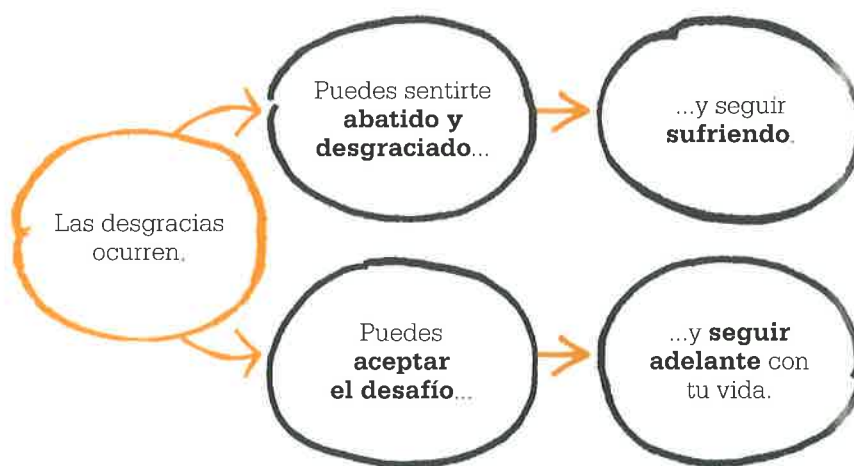 Las desgracias
ocurren.
Puedes sentirte
abatido y
desgraciado...
...y seguir
sufriendo.
Puedes
aceptar
el desafío...
...y seguir
adelante con
tu vida.